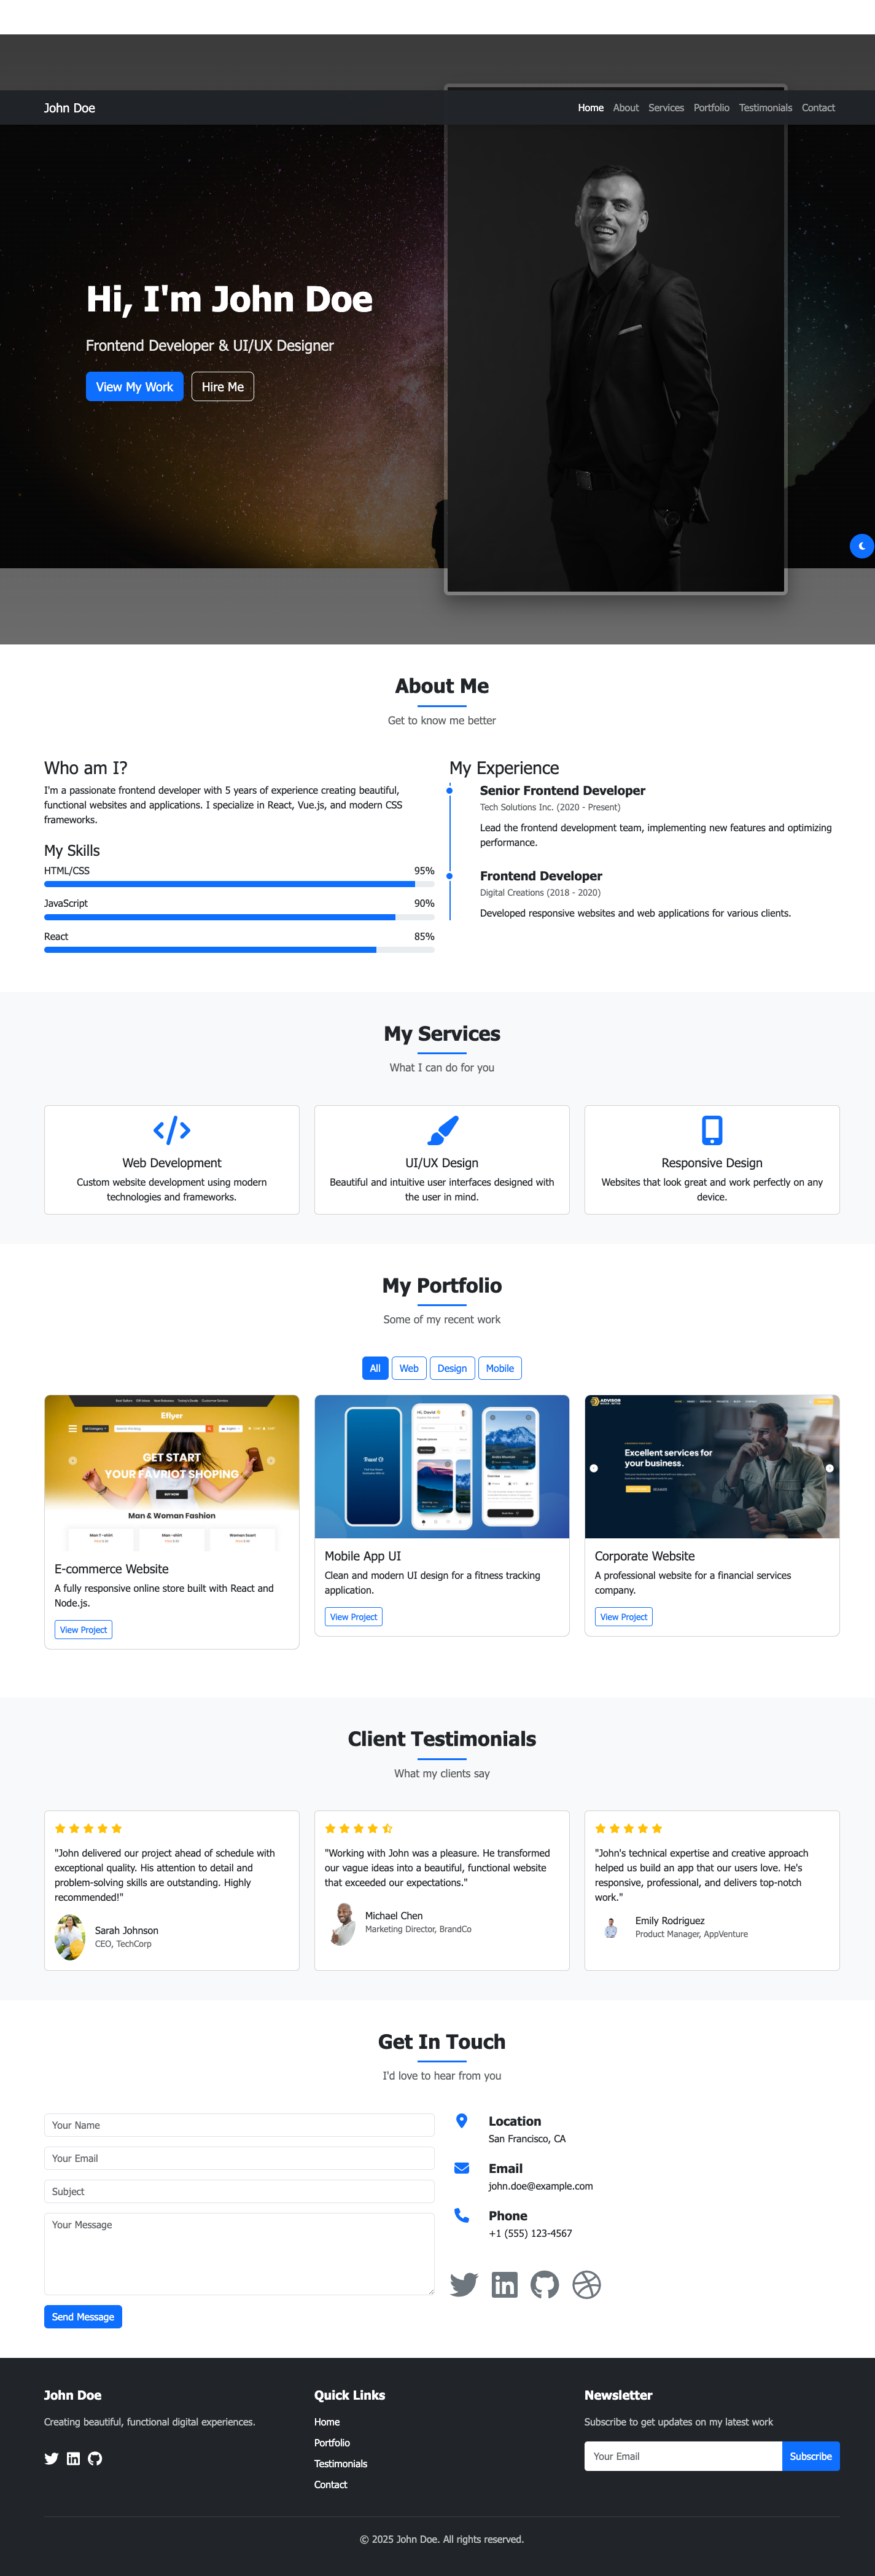 John Doe
Home About Services Portfolio Testimonials Contact
Hi, I'm John Doe
Frontend Developer & UI/UX Designer
View My Work Hire Me
About Me
Get to know me better
Who am I?
I'm a passionate frontend developer with 5 years of experience creating beautiful,
functional websites and applications. I specialize in React, Vue.js, and modern CSS
frameworks.
My Skills
HTML/CSS 95%
JavaScript 90%
React 85%
My Experience
Senior Frontend Developer
Tech Solutions Inc. (2020 - Present)
Lead the frontend development team, implementing new features and optimizing
performance.
Frontend Developer
Digital Creations (2018 - 2020)
Developed responsive websites and web applications for various clients.
My Services
What I can do for you
Web Development
Custom website development using modern
technologies and frameworks.
UI/UX Design
Beautiful and intuitive user interfaces designed with
the user in mind.
Responsive Design
Websites that look great and work perfectly on any
device.
My Portfolio
Some of my recent work
All Web Design Mobile
Eflyer
GET START
YOUR FAVRIOT SHOPING
BUY NOW
Man & Woman Fashion
Man T -shirt Man -shirt Woman Scart
E-commerce Website
A fully responsive online store built with React and
Node.js.
View Project
Mobile App UI
Clean and modern UI design for a fitness tracking
application.
View Project
ADVISOR
Excellent services for
your business.
Corporate Website
A professional website for a financial services
company.
View Project
Client Testimonials
What my clients say
"John delivered our project ahead of schedule with
exceptional quality. His attention to detail and
problem-solving skills are outstanding. Highly
recommended!"
Sarah Johnson
CEO, TechCorp
"Working with John was a pleasure. He transformed
our vague ideas into a beautiful, functional website
that exceeded our expectations."
Michael Chen
Marketing Director, BrandCo
"John's technical expertise and creative approach
helped us build an app that our users love. He's
responsive, professional, and delivers top-notch
work."
Emily Rodriguez
Product Manager, AppVenture
Get In Touch
I'd love to hear from you
Your Name
Your Email
Subject
Your Message
Send Message
Location
San Francisco, CA
Email
john.doe@example.com
Phone
+1 (555) 123-4567
John Doe
Creating beautiful, functional digital experiences.
Quick Links
Home
Portfolio
Testimonials
Contact
Newsletter
Subscribe to get updates on my latest work
Your Email Subscribe
© 2025 John Doe. All rights reserved.